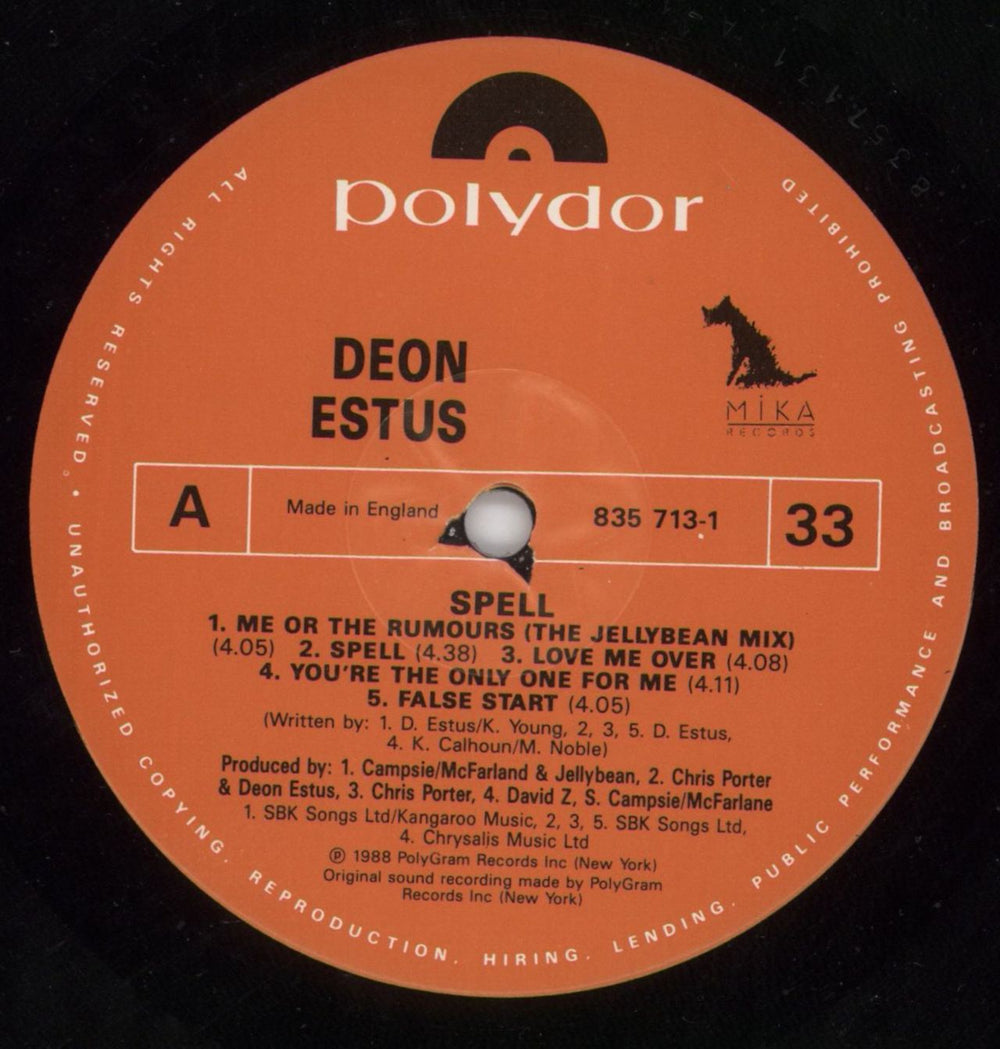 polydor
DEON
ESTUS
MiKA
RECORDS
A
Made in England
835 713-1
33
SPELL
1. ME OR THE RUMOURS (THE JELLYBEAN MIX)
(4.05) 2. SPELL (4.38) 3. LOVE ME OVER (4.08)
4. YOU'RE THE ONLY ONE FOR ME (4.11)
5. FALSE START (4.05)
(Written by: 1. D. Estus/K. Young, 2, 3, 5. D. Estus,
4. K. Calhoun/M. Noble)
Produced by: 1. Campsie/McFarland & Jellybean, 2. Chris Porter
& Deon Estus, 3. Chris Porter, 4. David Z, S. Campsie/McFarlane
1. SBK Songs Ltd/Kangaroo Music, 2, 3, 5. SBK Songs Ltd,
4. Chrysalis Music Ltd
℗ 1988 PolyGram Records Inc (New York)
Original sound recording made by PolyGram
Records Inc (New York)
ALL RIGHTS RESERVED. • UNAUTHORIZED COPYING. REPRODUCTION. HIRING. LENDING. PUBLIC PERFORMANCE AND BROADCASTING PROHIBITED